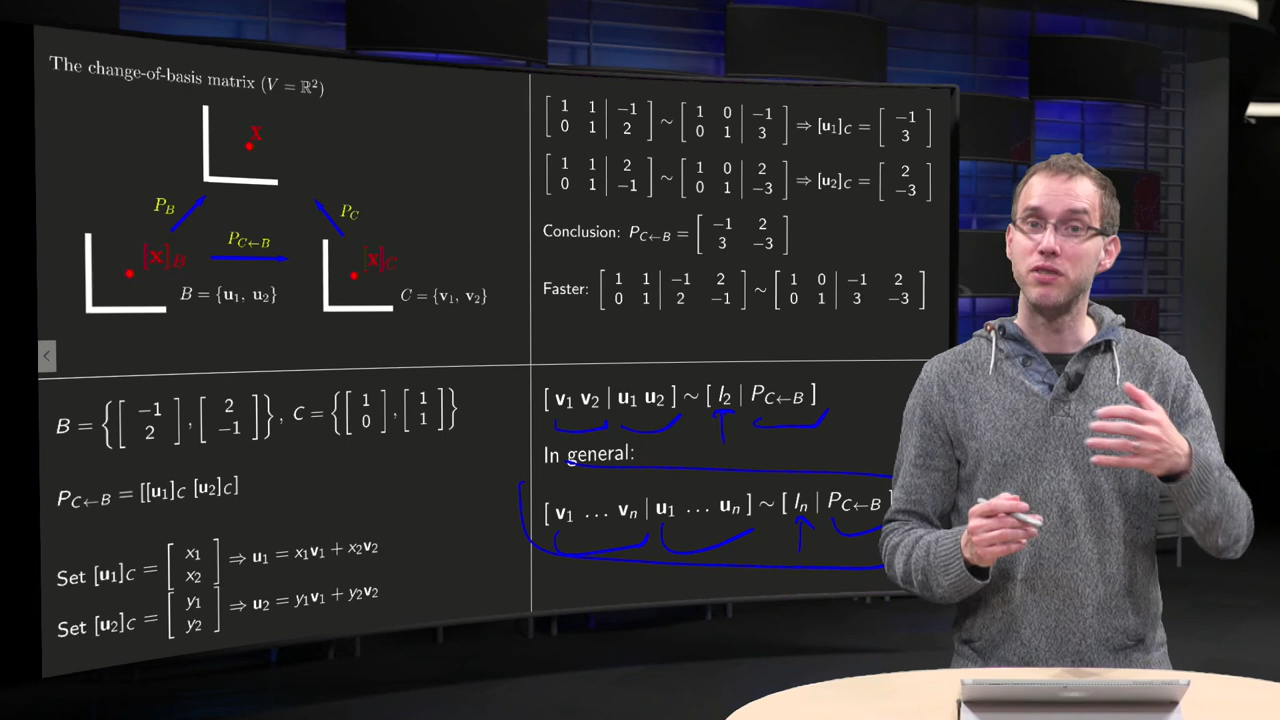 The change-of-basis matrix (V = ℝ²)
x
P_B
P_C
P_{C←B}
[x]_B
[x]_C
B = {u₁, u₂}
C = {v₁, v₂}
B = {[−1; 2], [2; −1]}, C = {[1; 0], [1; 1]}
P_{C←B} = [[u₁]_C [u₂]_C]
Set [u₁]_C = [x₁; x₂] ⇒ u₁ = x₁v₁ + x₂v₂
Set [u₂]_C = [y₁; y₂] ⇒ u₂ = y₁v₁ + y₂v₂
[1 1 | −1; 0 1 | 2] ~ [1 0 | −1; 0 1 | 3] ⇒ [u₁]_C = [−1; 3]
[1 1 | 2; 0 1 | −1] ~ [1 0 | 2; 0 1 | −3] ⇒ [u₂]_C = [2; −3]
Conclusion: P_{C←B} = [−1 2; 3 −3]
Faster: [1 1 | −1 2; 0 1 | 2 −1] ~ [1 0 | −1 2; 0 1 | 3 −3]
[v₁ v₂ | u₁ u₂] ~ [I₂ | P_{C←B}]
In general:
[v₁ … vₙ | u₁ … uₙ] ~ [Iₙ | P_{C←B}]